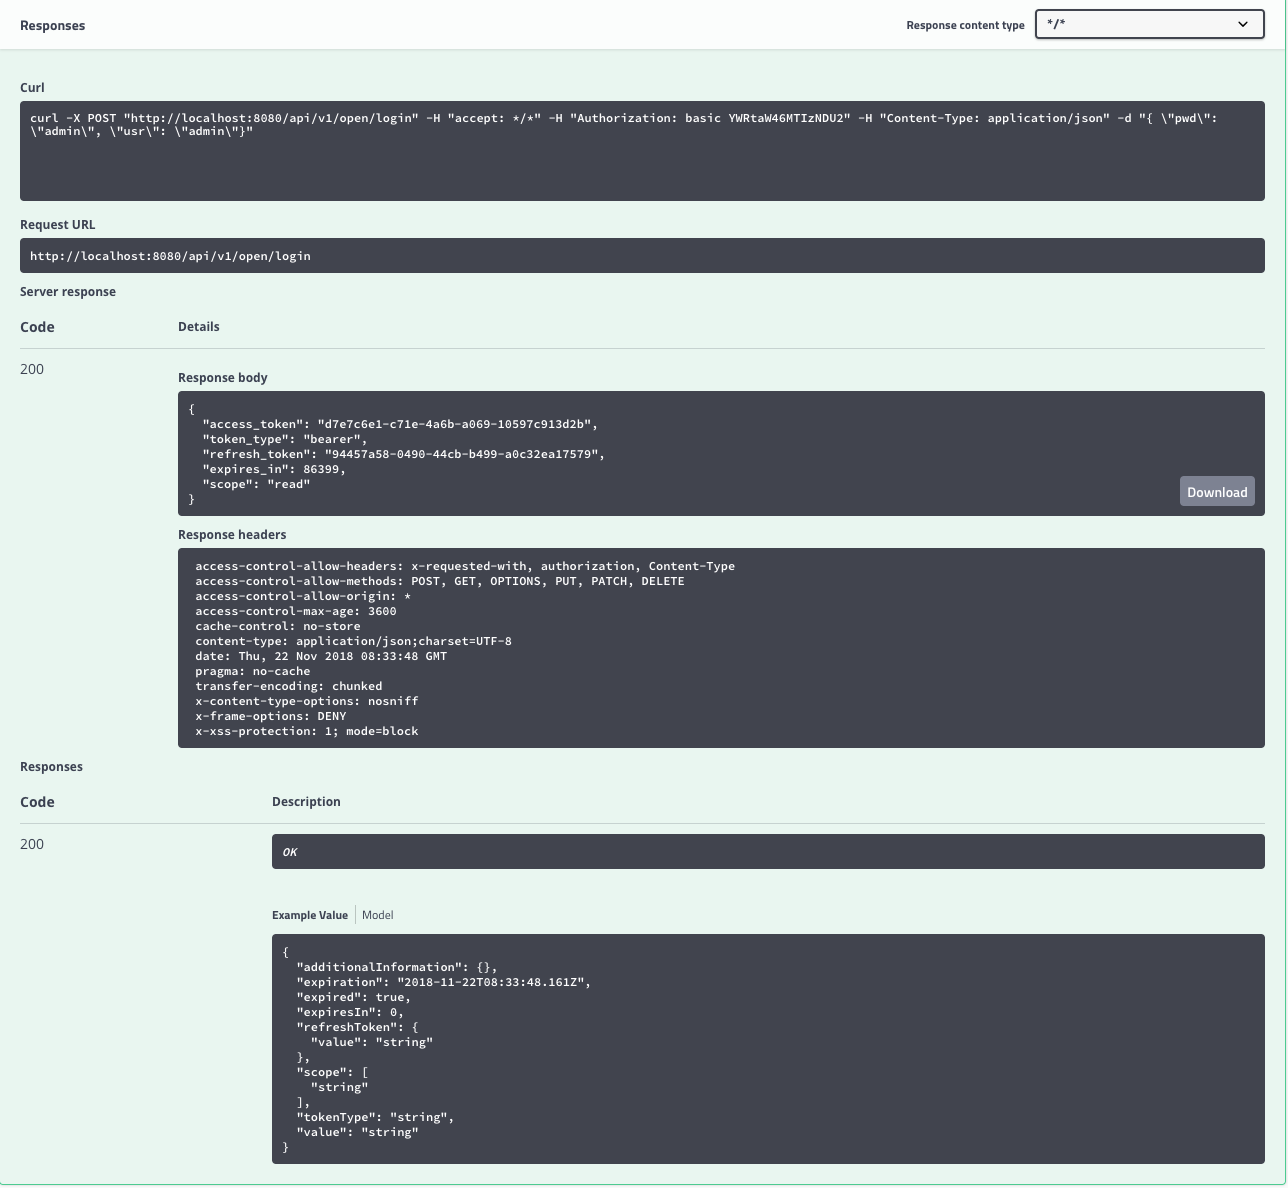 Responses
Response content type
*/*
Curl
curl -X POST "http://localhost:8080/api/v1/open/login" -H "accept: */*" -H "Authorization: basic YWRtaW46MTIzNDU2" -H "Content-Type: application/json" -d "{ \"pwd\":
\"admin\", \"usr\": \"admin\"}"
Request URL
http://localhost:8080/api/v1/open/login
Server response
Code Details
200
Response body
{
  "access_token": "d7e7c6e1-c71e-4a6b-a069-10597c913d2b",
  "token_type": "bearer",
  "refresh_token": "94457a58-0490-44cb-b499-a0c32ea17579",
  "expires_in": 86399,
  "scope": "read"
}
Download
Response headers
access-control-allow-headers: x-requested-with, authorization, Content-Type
access-control-allow-methods: POST, GET, OPTIONS, PUT, PATCH, DELETE
access-control-allow-origin: *
access-control-max-age: 3600
cache-control: no-store
content-type: application/json;charset=UTF-8
date: Thu, 22 Nov 2018 08:33:48 GMT
pragma: no-cache
transfer-encoding: chunked
x-content-type-options: nosniff
x-frame-options: DENY
x-xss-protection: 1; mode=block
Responses
Code Description
200
OK
Example Value Model
{
  "additionalInformation": {},
  "expiration": "2018-11-22T08:33:48.161Z",
  "expired": true,
  "expiresIn": 0,
  "refreshToken": {
    "value": "string"
  },
  "scope": [
    "string"
  ],
  "tokenType": "string",
  "value": "string"
}